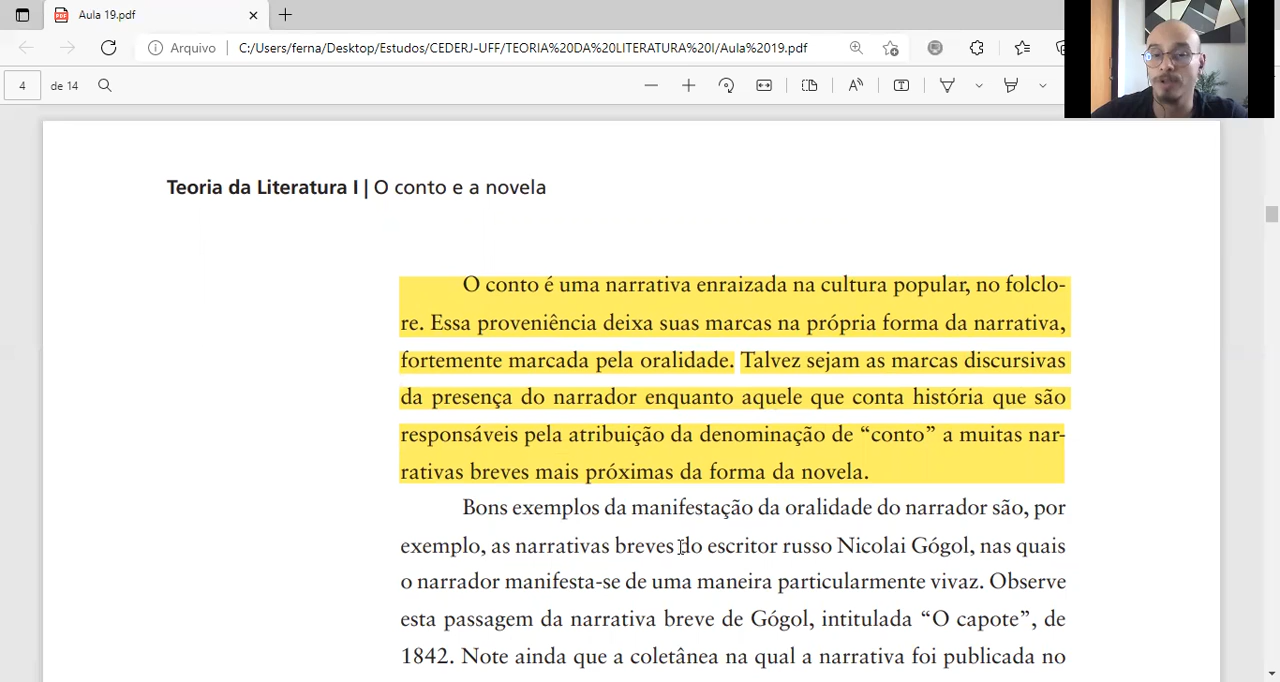 Aula 19.pdf
Arquivo
C:/Users/ferna/Desktop/Estudos/CEDERJ-UFF/TEORIA%20DA%20LITERATURA%20I/Aula%2019.pdf
4 de 14
Teoria da Literatura I | O conto e a novela
O conto é uma narrativa enraizada na cultura popular, no folclo-
re. Essa proveniência deixa suas marcas na própria forma da narrativa,
fortemente marcada pela oralidade. Talvez sejam as marcas discursivas
da presença do narrador enquanto aquele que conta história que são
responsáveis pela atribuição da denominação de “conto” a muitas nar-
rativas breves mais próximas da forma da novela.
Bons exemplos da manifestação da oralidade do narrador são, por
exemplo, as narrativas breves do escritor russo Nicolai Gógol, nas quais
o narrador manifesta-se de uma maneira particularmente vivaz. Observe
esta passagem da narrativa breve de Gógol, intitulada “O capote”, de
1842. Note ainda que a coletânea na qual a narrativa foi publicada no